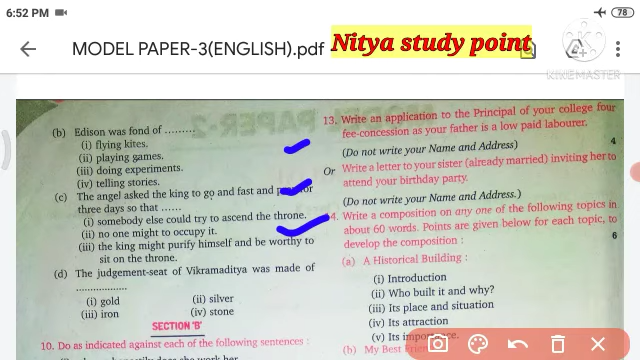 6:52 PM
78
MODEL PAPER-3(ENGLISH).pdf
Nitya study point
KINEMASTER
(b) Edison was fond of .........
(i) flying kites.
(ii) playing games.
(iii) doing experiments.
(iv) telling stories.
(c) The angel asked the king to go and fast and for
three days so that ......
(i) somebody else could try to ascend the throne.
(ii) no one might to occupy it.
(iii) the king might purify himself and be worthy to
sit on the throne.
(d) The judgement-seat of Vikramaditya was made of
..................
(i) gold (ii) silver
(iii) iron (iv) stone
SECTION 'B'
10. Do as indicated against each of the following sentences :
13. Write an application to the Principal of your college four
fee-concession as your father is a low paid labourer.
(Do not write your Name and Address) 4
Or
Write a letter to your sister (already married) inviting her to
attend your birthday party.
(Do not write your Name and Address.)
4. Write a composition on any one of the following topics in
about 60 words. Points are given below for each topic, to
develop the composition : 6
(a) A Historical Building :
(i) Introduction
(ii) Who built it and why?
(iii) Its place and situation
(iv) Its attraction
(v) Its
(b) My Best